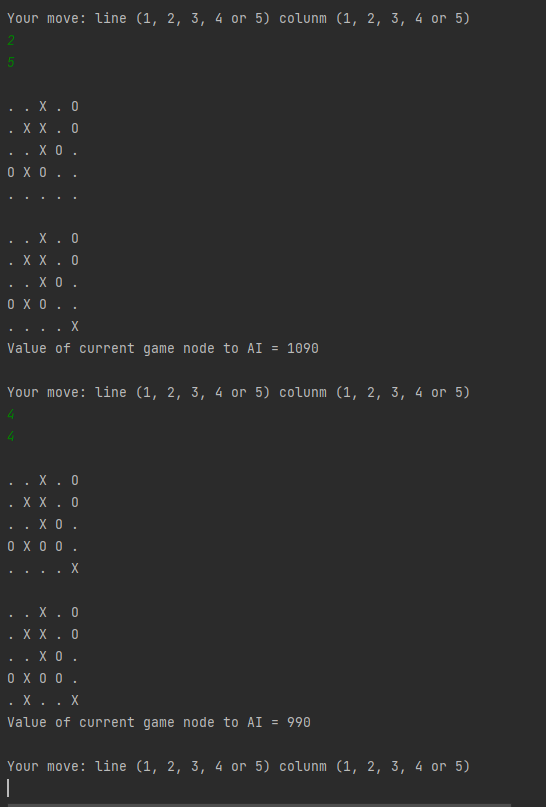 Your move: line (1, 2, 3, 4 or 5) colunm (1, 2, 3, 4 or 5)
2
5
. . X . O
. X X . O
. . X O .
O X O . .
. . . . .
. . X . O
. X X . O
. . X O .
O X O . .
. . . . X
Value of current game node to AI = 1090
Your move: line (1, 2, 3, 4 or 5) colunm (1, 2, 3, 4 or 5)
4
4
. . X . O
. X X . O
. . X O .
O X O O .
. . . . X
. . X . O
. X X . O
. . X O .
O X O O .
. X . . X
Value of current game node to AI = 990
Your move: line (1, 2, 3, 4 or 5) colunm (1, 2, 3, 4 or 5)